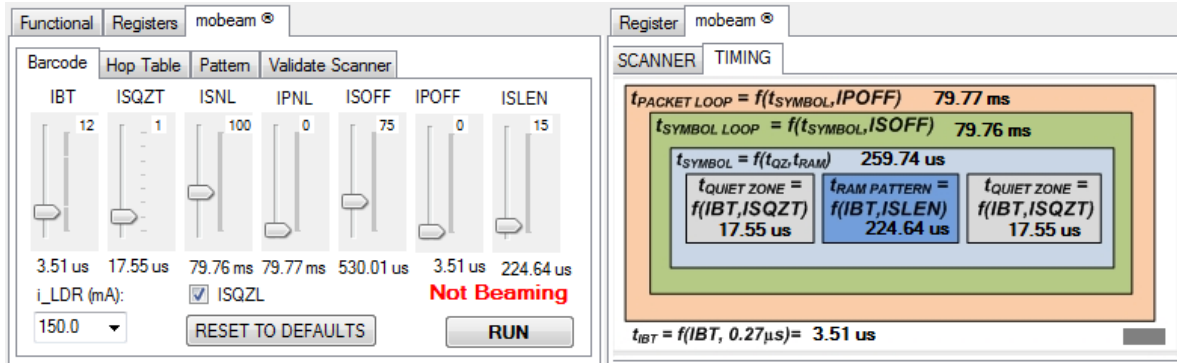 Functional Registers mobeam ®
Barcode Hop Table Pattern Validate Scanner
IBT ISQZT ISNL IPNL ISOFF IPOFF ISLEN
12 1 100 0 75 0 15
3.51 us 17.55 us 79.76 ms 79.77 ms 530.01 us 3.51 us 224.64 us
i_LDR (mA): ISQZL Not Beaming
150.0 RESET TO DEFAULTS RUN
Register mobeam ®
SCANNER TIMING
tPACKET LOOP = f(tSYMBOL,IPOFF) 79.77 ms
tSYMBOL LOOP = f(tSYMBOL,ISOFF) 79.76 ms
tSYMBOL = f(tQZ,tRAM) 259.74 us
tQUIET ZONE = tRAM PATTERN = tQUIET ZONE =
f(IBT,ISQZT) f(IBT,ISLEN) f(IBT,ISQZT)
17.55 us 224.64 us 17.55 us
tIBT = f(IBT, 0.27µs)= 3.51 us